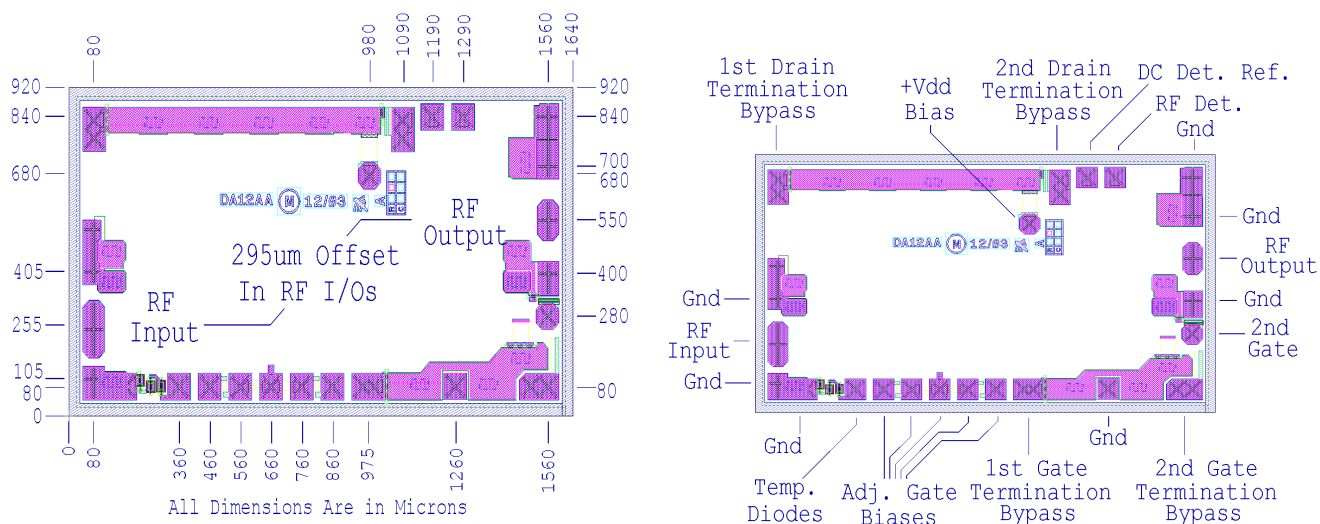 80
980
1090
1190
1290
1560
1640
920
840
680
405
255
105
80
0
920
840
700
680
550
400
280
80
DA12AA M 12/93 A
RF
Output
295um Offset
In RF I/Os
RF
Input
0
80
360
460
560
660
760
860
975
1260
1560
All Dimensions Are in Microns
1st Drain
Termination
Bypass
+Vdd
Bias
2nd Drain
Termination
Bypass
DC Det. Ref.
RF Det.
Gnd
Gnd
RF
Output
Gnd
2nd
Gate
DA12AA M 12/93 A
Gnd
RF
Input
Gnd
Gnd
Temp.
Diodes
Adj. Gate
Biases
1st Gate
Termination
Bypass
Gnd
2nd Gate
Termination
Bypass